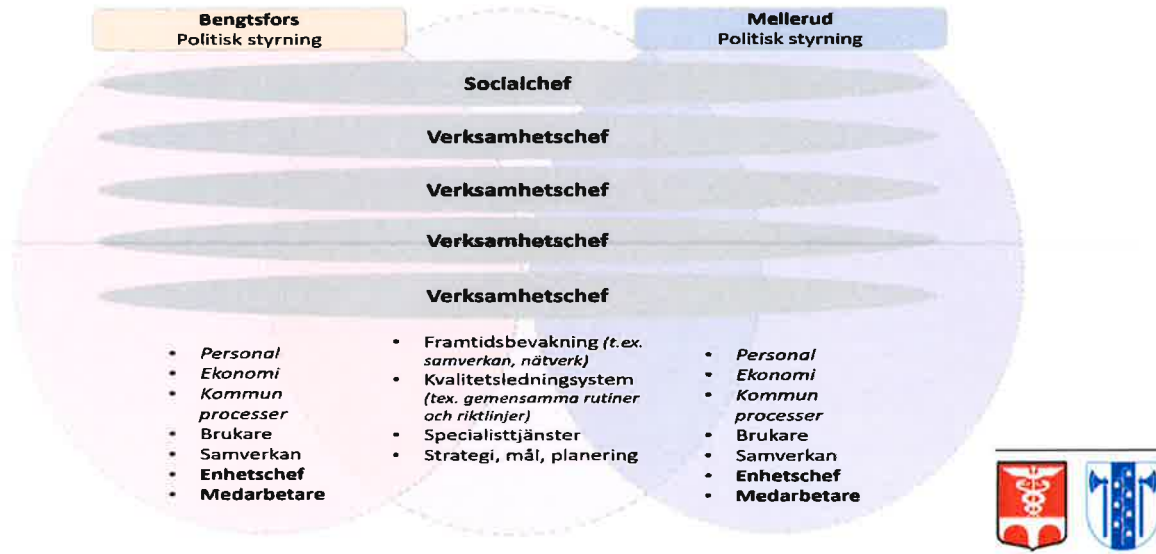 Bengtsfors
Politisk styrning
Mellerud
Politisk styrning
Socialchef
Verksamhetschef
Verksamhetschef
Verksamhetschef
Verksamhetschef
• Personal
• Ekonomi
• Kommun
processer
• Brukare
• Samverkan
• Enhetschef
• Medarbetare
• Framtidsbevakning (t.ex.
samverkan, nätverk)
• Kvalitetsledningsystem
(tex. gemensamma rutiner
och riktlinjer)
• Specialisttjänster
• Strategi, mål, planering
• Personal
• Ekonomi
• Kommun
processer
• Brukare
• Samverkan
• Enhetschef
• Medarbetare